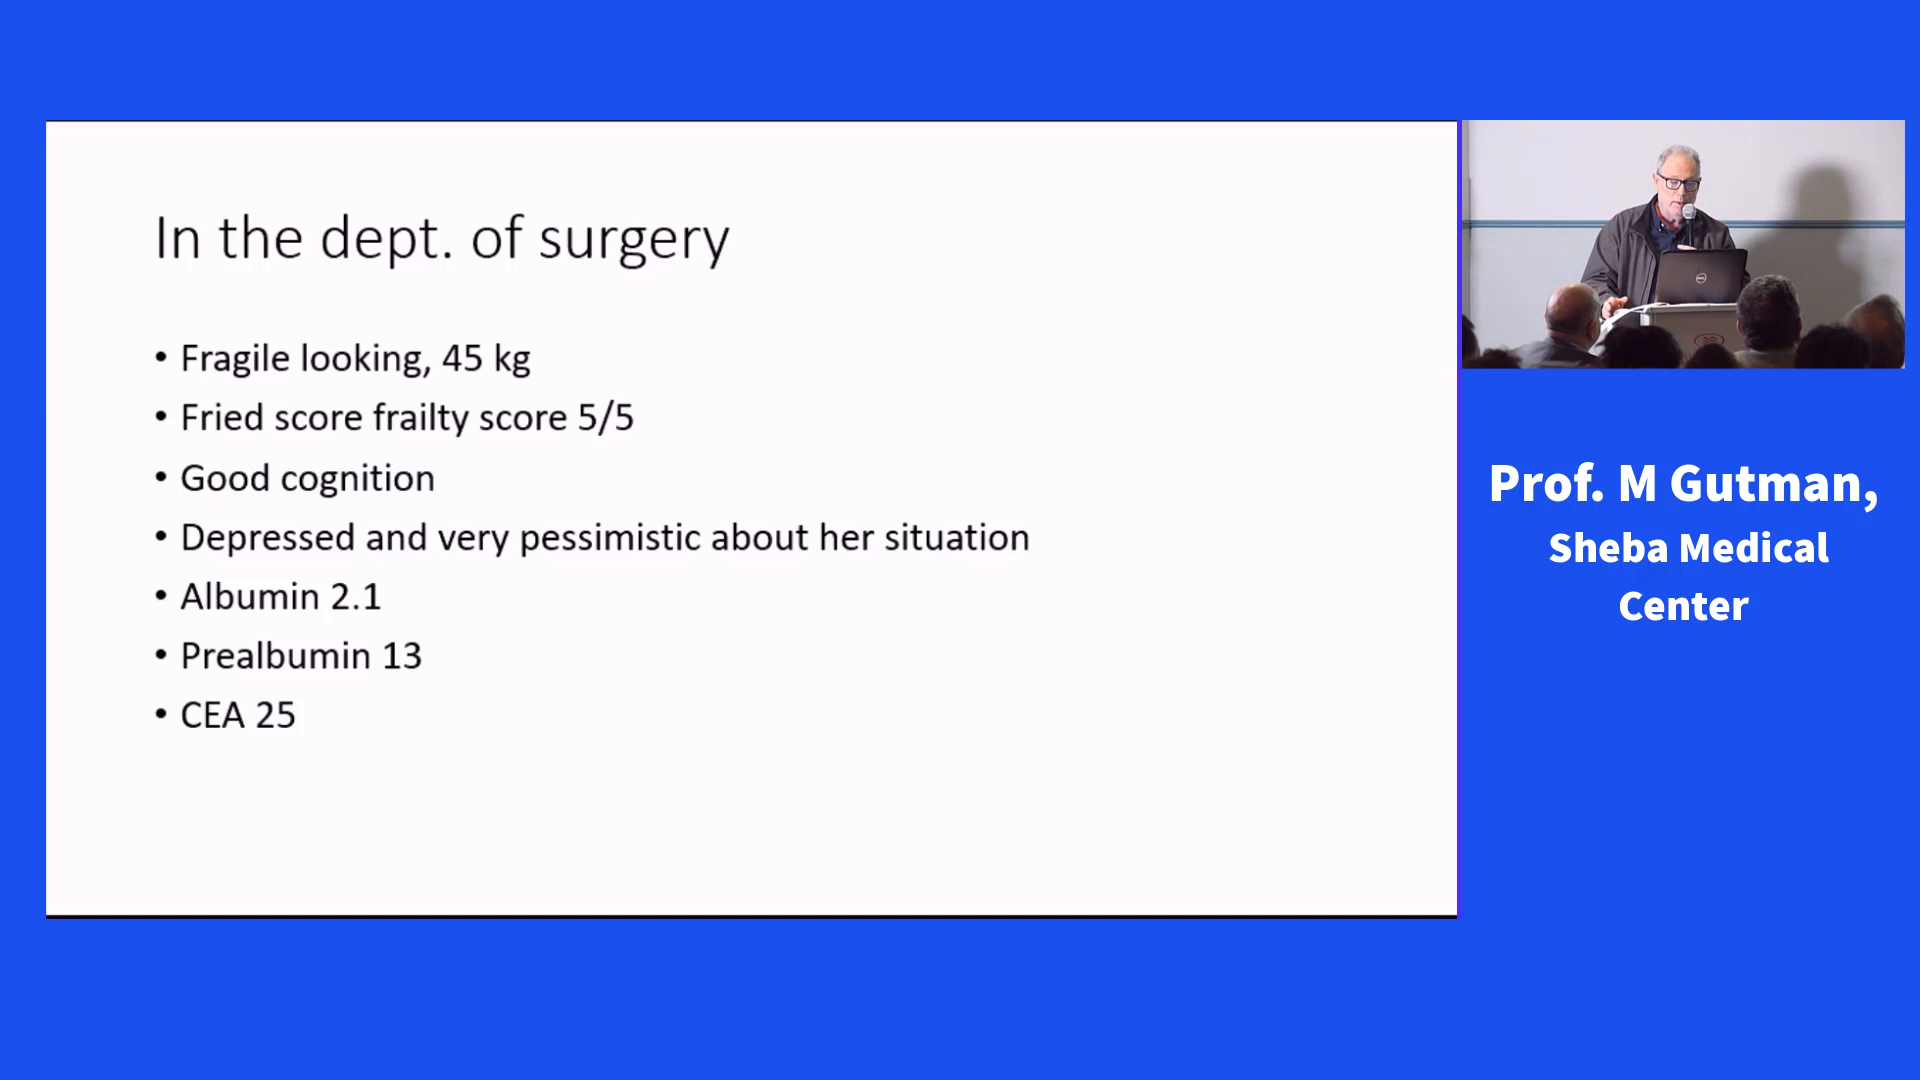 In the dept. of surgery
• Fragile looking, 45 kg
• Fried score frailty score 5/5
• Good cognition
• Depressed and very pessimistic about her situation
• Albumin 2.1
• Prealbumin 13
• CEA 25
Prof. M Gutman,
Sheba Medical
Center